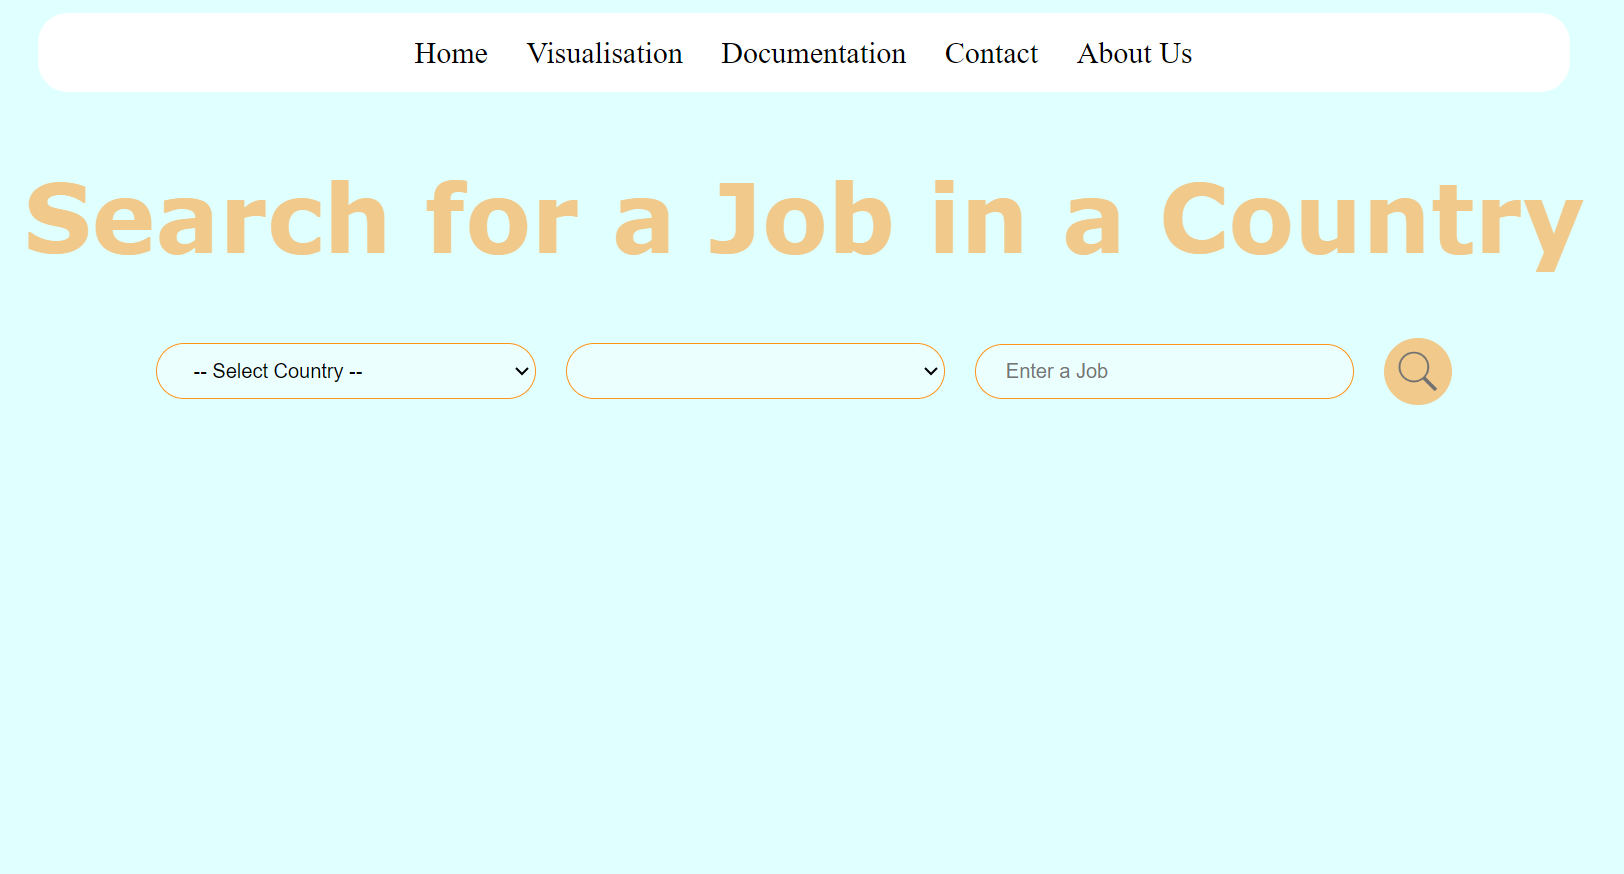 Home Visualisation Documentation Contact About Us
Search for a Job in a Country
-- Select Country --
Enter a Job